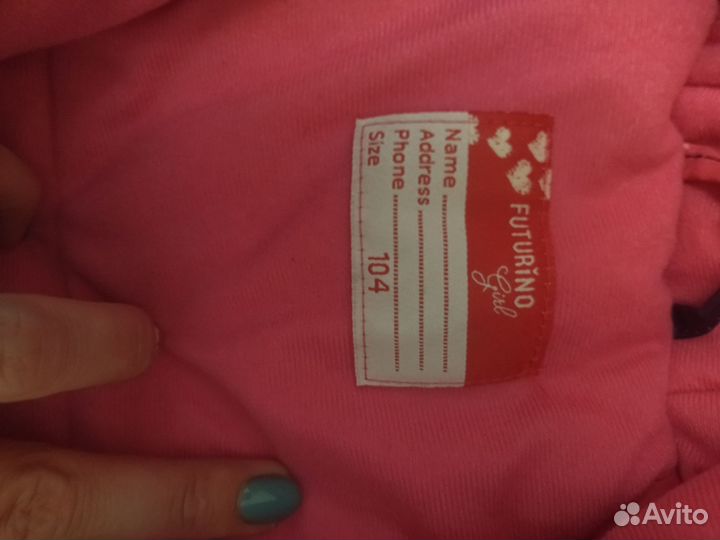 FUTURINO
Girl
Name
Address
Phone
Size 104
Avito